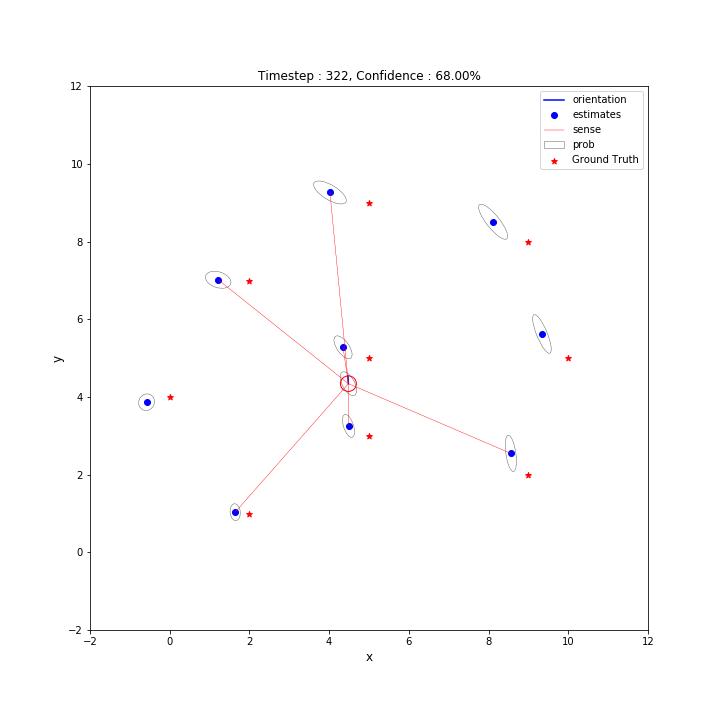 Timestep : 322, Confidence : 68.00%
orientation
estimates
sense
prob
Ground Truth
12
10
8
6
4
2
0
−2
y
−2 0 2 4 6 8 10 12
x